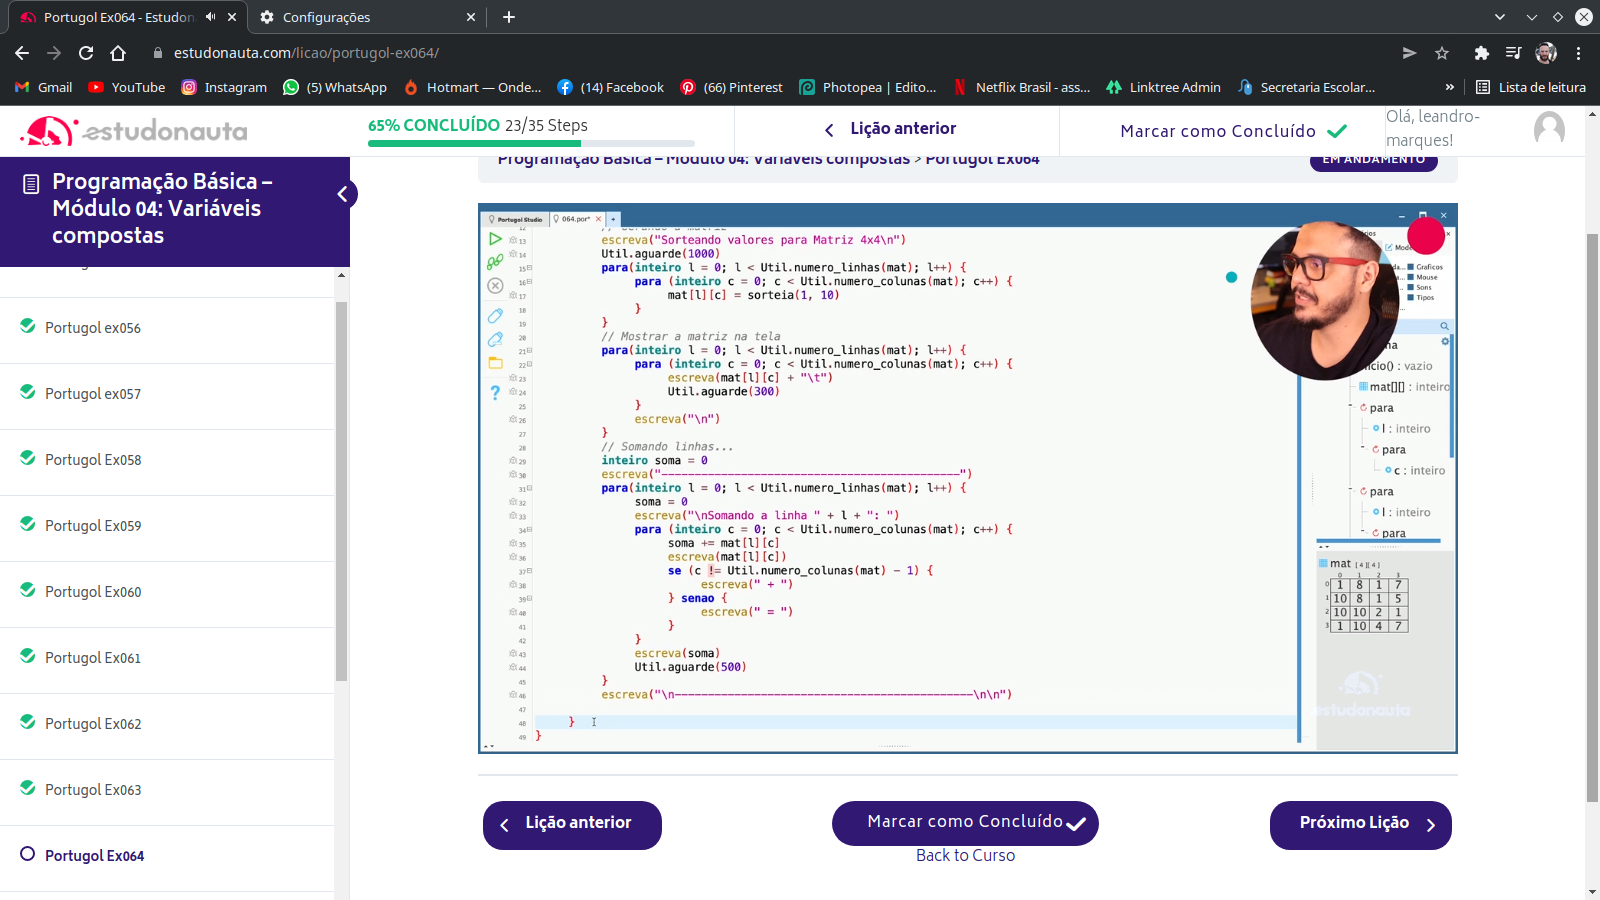 Portugol Ex064 - Estudon
Configurações
estudonauta.com/licao/portugol-ex064/
Gmail
YouTube
Instagram
(5) WhatsApp
Hotmart — Onde...
(14) Facebook
(66) Pinterest
Photopea | Edito...
Netflix Brasil - ass...
Linktree Admin
Secretaria Escolar...
»
Lista de leitura
estudonauta
65% CONCLUÍDO 23/35 Steps
Lição anterior
Marcar como Concluído
Olá, leandro-
marques!
Programação Básica –
Módulo 04: Variáveis
compostas
Programação Básica – Módulo 04: Variáveis compostas > Portugol Ex064
EM ANDAMENTO
Portugol ex056
Portugol ex057
Portugol Ex058
Portugol Ex059
Portugol Ex060
Portugol Ex061
Portugol Ex062
Portugol Ex063
Portugol Ex064
Portugol Studio
064.por*
12 // Gerando a matriz
13 escreva("Sorteando valores para Matriz 4x4\n")
14 Util.aguarde(1000)
15 para(inteiro l = 0; l < Util.numero_linhas(mat); l++) {
16 para (inteiro c = 0; c < Util.numero_colunas(mat); c++) {
17 mat[l][c] = sorteia(1, 10)
18 }
19 }
20 // Mostrar a matriz na tela
21 para(inteiro l = 0; l < Util.numero_linhas(mat); l++) {
22 para (inteiro c = 0; c < Util.numero_colunas(mat); c++) {
23 escreva(mat[l][c] + "\t")
24 Util.aguarde(300)
25 }
26 escreva("\n")
27 }
28 // Somando linhas...
29 inteiro soma = 0
30 escreva("---------------------------------------------")
31 para(inteiro l = 0; l < Util.numero_linhas(mat); l++) {
32 soma = 0
33 escreva("\nSomando a linha " + l + ": ")
34 para (inteiro c = 0; c < Util.numero_colunas(mat); c++) {
35 soma += mat[l][c]
36 escreva(mat[l][c])
37 se (c != Util.numero_colunas(mat) - 1) {
38 escreva(" + ")
39 } senao {
40 escreva(" = ")
41 }
42 }
43 escreva(soma)
44 Util.aguarde(500)
45 }
46 escreva("\n---------------------------------------------\n\n")
47
48 }
49 }
Graficos
Mouse
Sons
Tipos
icio() : vazio
mat[][] : inteiro
para
l : inteiro
para
c : inteiro
para
l : inteiro
para
mat [4][4]
0 1 2 3
0 1 8 1 7
1 10 8 1 5
2 10 10 2 1
3 1 10 4 7
estudonauta
Lição anterior
Marcar como Concluído
Próximo Lição
Back to Curso